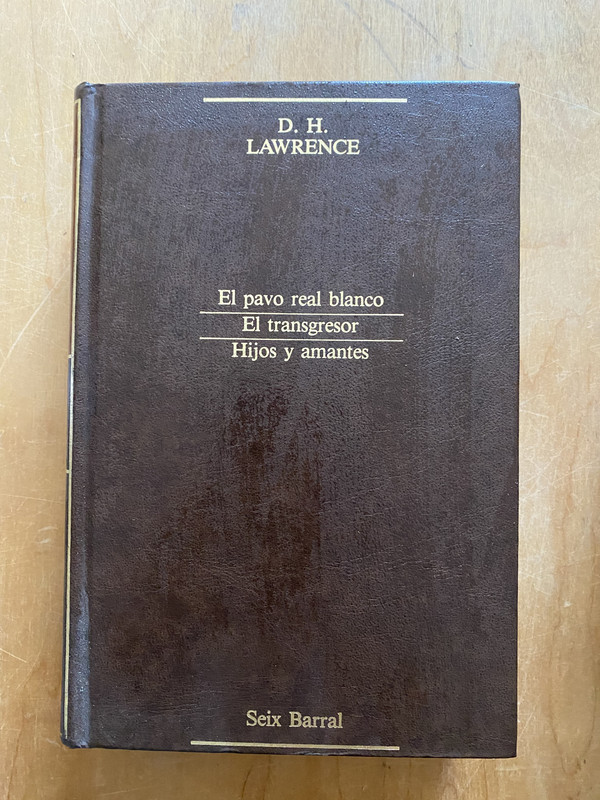 D. H.
LAWRENCE
El pavo real blanco
El transgresor
Hijos y amantes
Seix Barral